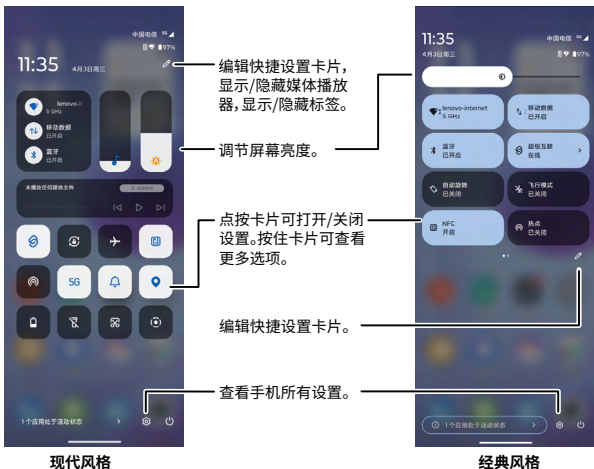 中国电信 5G
97%
11:35
4月3日周三
lenovo-i
5 GHz
移动数据
已开启
蓝牙
已开启
未播放任何媒体文件
5G
1个应用处于活动状态
现代风格
编辑快捷设置卡片,
显示/隐藏媒体播放
器,显示/隐藏标签。
调节屏幕亮度。
点按卡片可打开/关闭
设置。按住卡片可查看
更多选项。
编辑快捷设置卡片。
查看手机所有设置。
11:35
中国电信 5G
4月3日周三
97%
lenovo-internet
5 GHz
移动数据
已开启
蓝牙
已开启
超级互联
在线
自动旋转
已关闭
飞行模式
已关闭
NFC
开启
热点
已关闭
1个应用处于活动状态
经典风格